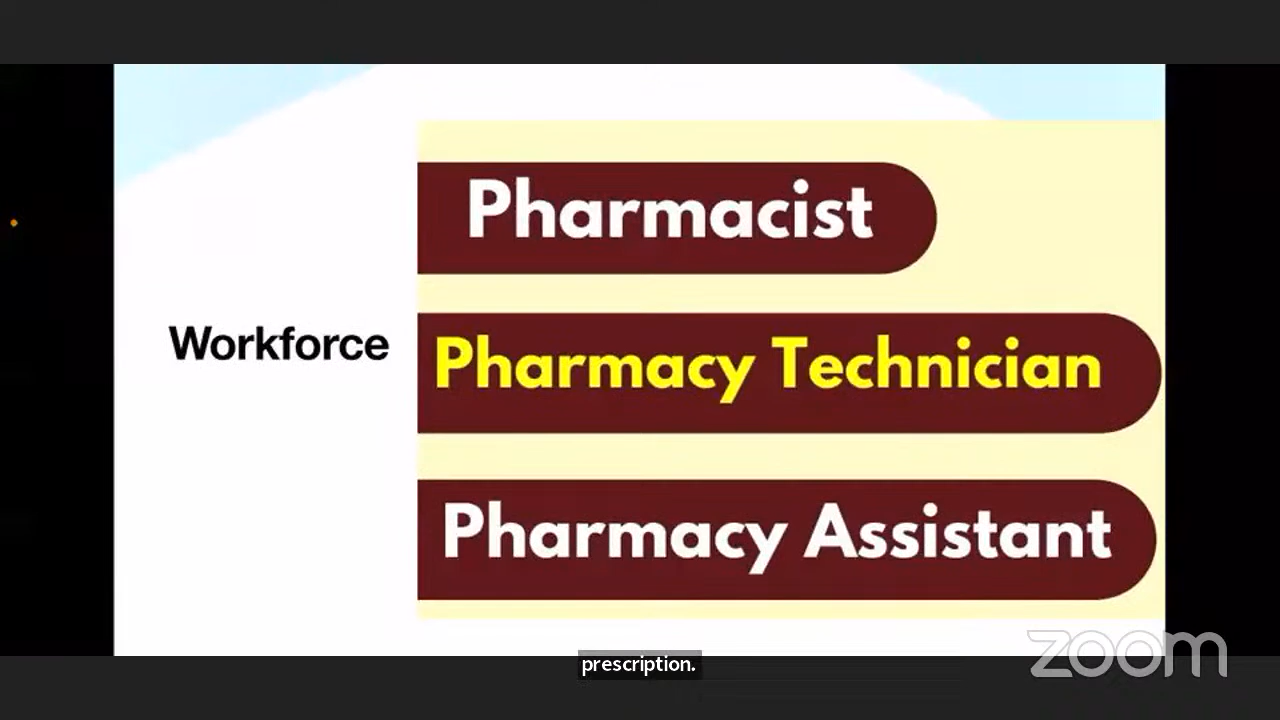 Pharmacist
Workforce
Pharmacy Technician
Pharmacy Assistant
zoom
prescription.